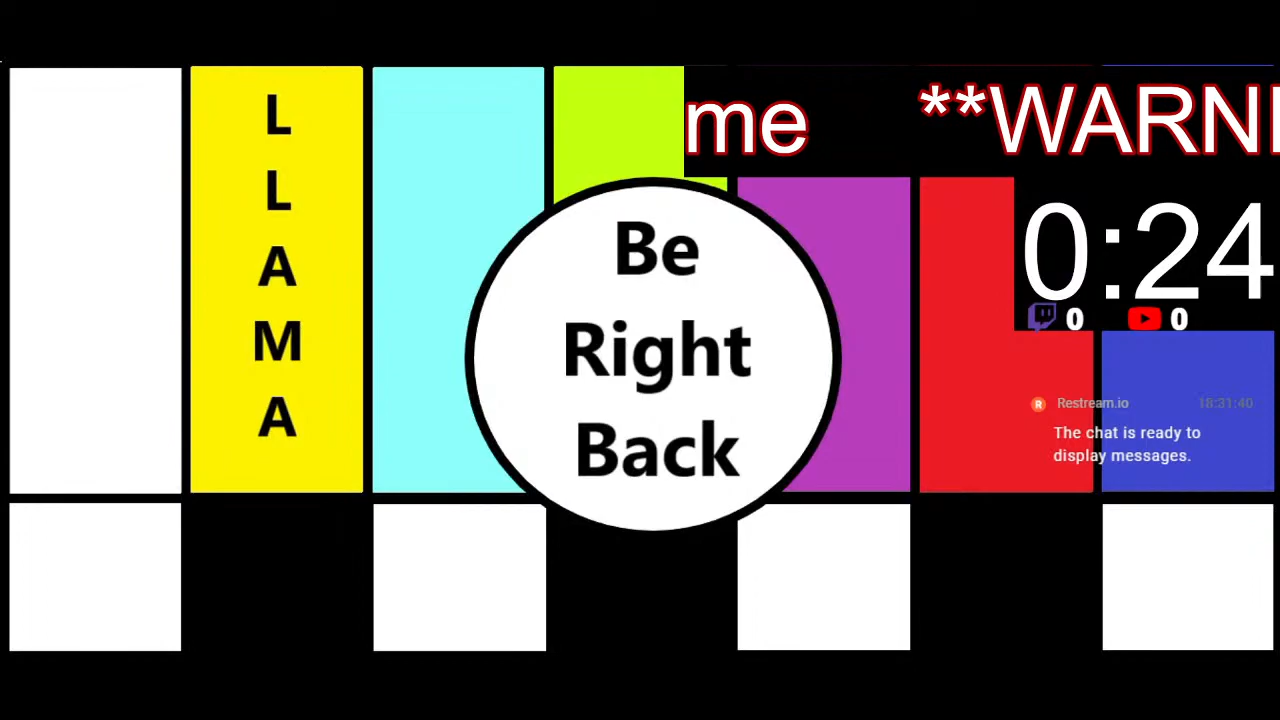 L
L
A
M
A
me **WARNI
Be
Right
Back
0:24
0 0
Restream.io 18:31:40
The chat is ready to
display messages.